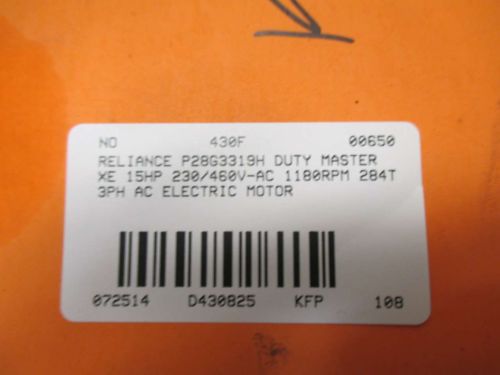 NO 430F 00650
RELIANCE P28G3319H DUTY MASTER
XE 15HP 230/460V-AC 1180RPM 284T
3PH AC ELECTRIC MOTOR
072514 D430825 KFP 108